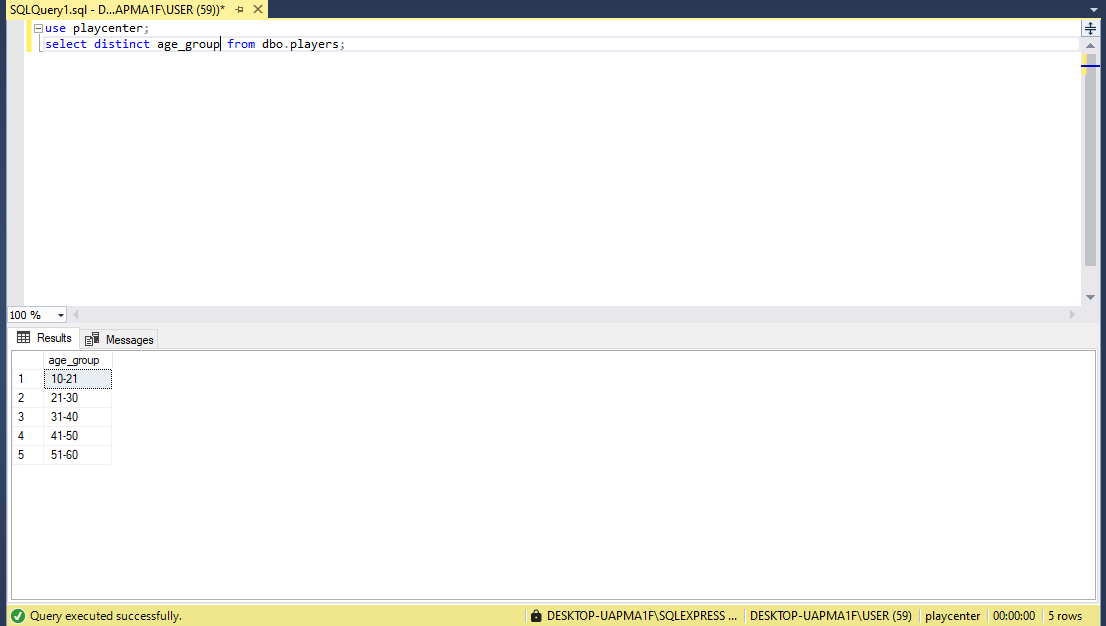 SQLQuery1.sql - D...APMA1F\USER (59))*
use playcenter;
select distinct age_group from dbo.players;
100 %
Results Messages
age_group
1 10-21
2 21-30
3 31-40
4 41-50
5 51-60
Query executed successfully. DESKTOP-UAPMA1F\SQLEXPRESS ... DESKTOP-UAPMA1F\USER (59) playcenter 00:00:00 5 rows